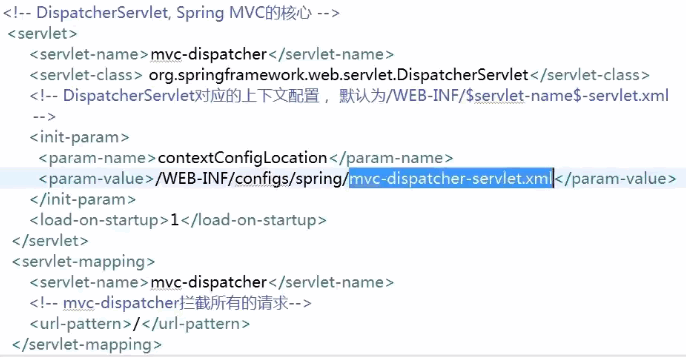 <!-- DispatcherServlet, Spring MVC的核心 -->
<servlet>
<servlet-name>mvc-dispatcher</servlet-name>
<servlet-class> org.springframework.web.servlet.DispatcherServlet</servlet-class>
<!-- DispatcherServlet对应的上下文配置， 默认为/WEB-INF/$servlet-name$-servlet.xml
-->
<init-param>
<param-name>contextConfigLocation</param-name>
<param-value>/WEB-INF/configs/spring/mvc-dispatcher-servlet.xml</param-value>
</init-param>
<load-on-startup>1</load-on-startup>
</servlet>
<servlet-mapping>
<servlet-name>mvc-dispatcher</servlet-name>
<!-- mvc-dispatcher拦截所有的请求-->
<url-pattern>/</url-pattern>
</servlet-mapping>